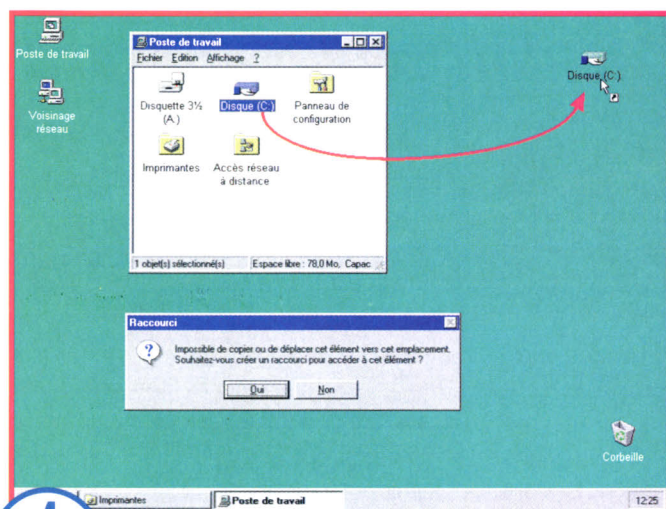 Poste de travail
Voisinage
réseau
Poste de travail
Fichier Edition Affichage ?
Disquette 3½
(A:)
Disque (C:)
Panneau de
configuration
Imprimantes
Accès réseau
à distance
1 objet(s) sélectionné(s)
Espace libre : 78,0 Mo, Capac
Disque (C:)
Raccourci
Impossible de copier ou de déplacer cet élément vers cet emplacement.
Souhaitez-vous créer un raccourci pour accéder à cet élément ?
Oui
Non
Corbeille
Imprimantes
Poste de travail
12:25